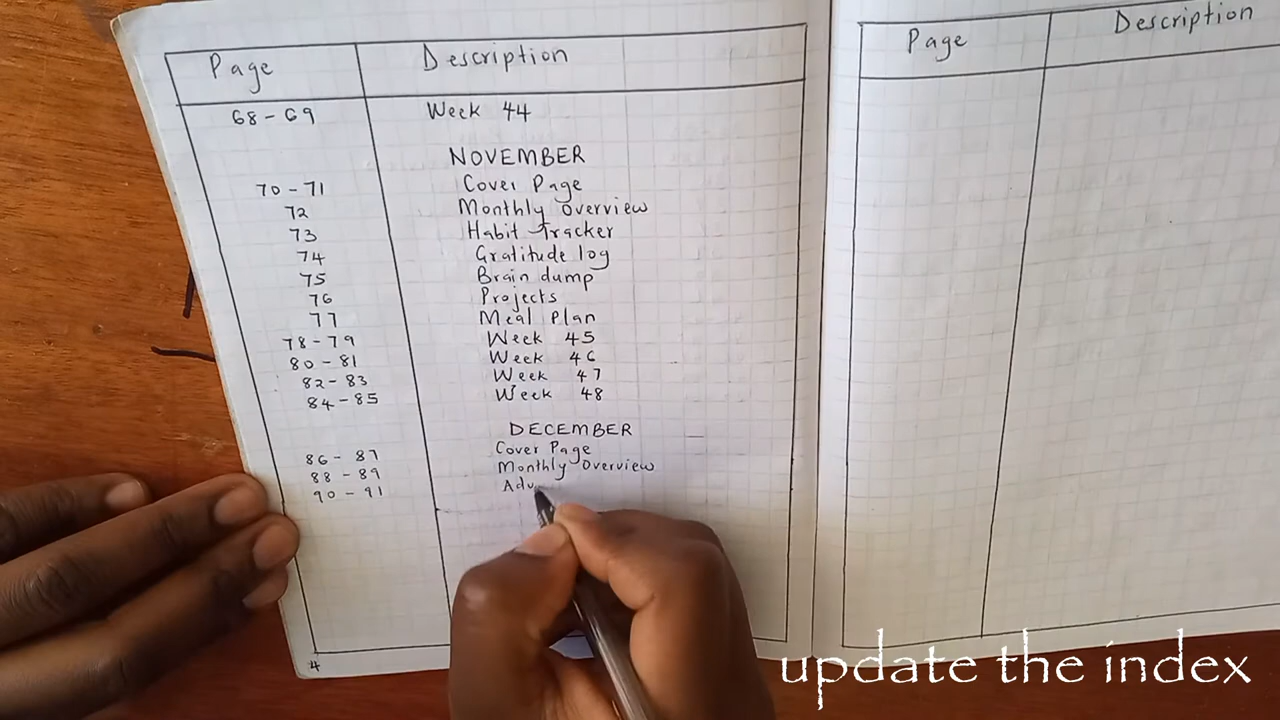 Page Description
68 - 69 Week 44
NOVEMBER
70 - 71 Cover Page
72 Monthly Overview
73 Habit Tracker
74 Gratitude log
75 Brain dump
76 Projects
77 Meal Plan
78 - 79 Week 45
80 - 81 Week 46
82 - 83 Week 47
84 - 85 Week 48
DECEMBER
86 - 87 Cover Page
88 - 89 Monthly Overview
90 - 91 Adv
4
Page Description
update the index